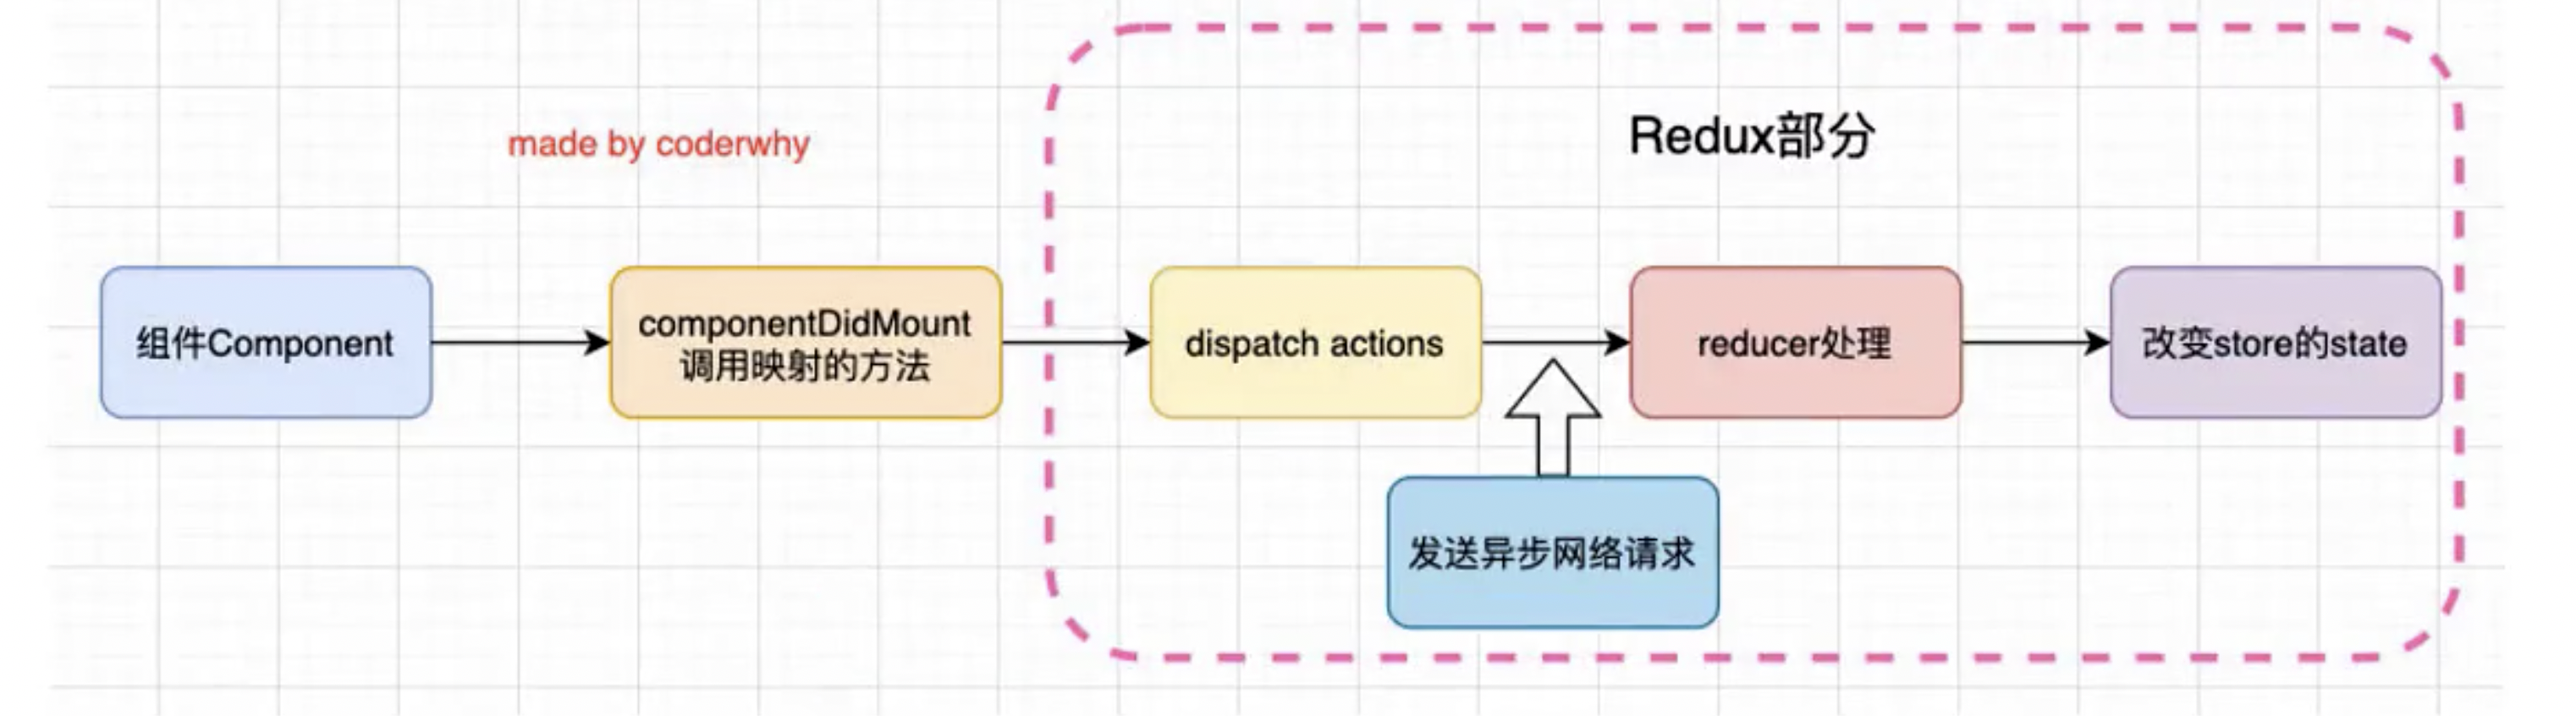 made by coderwhy
Redux部分
组件Component
componentDidMount
调用映射的方法
dispatch actions
reducer处理
改变store的state
发送异步网络请求